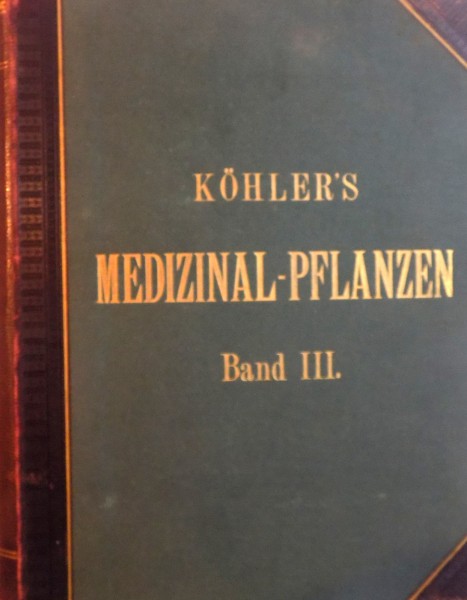 KÖHLER'S
MEDIZINAL-PFLANZEN
Band III.